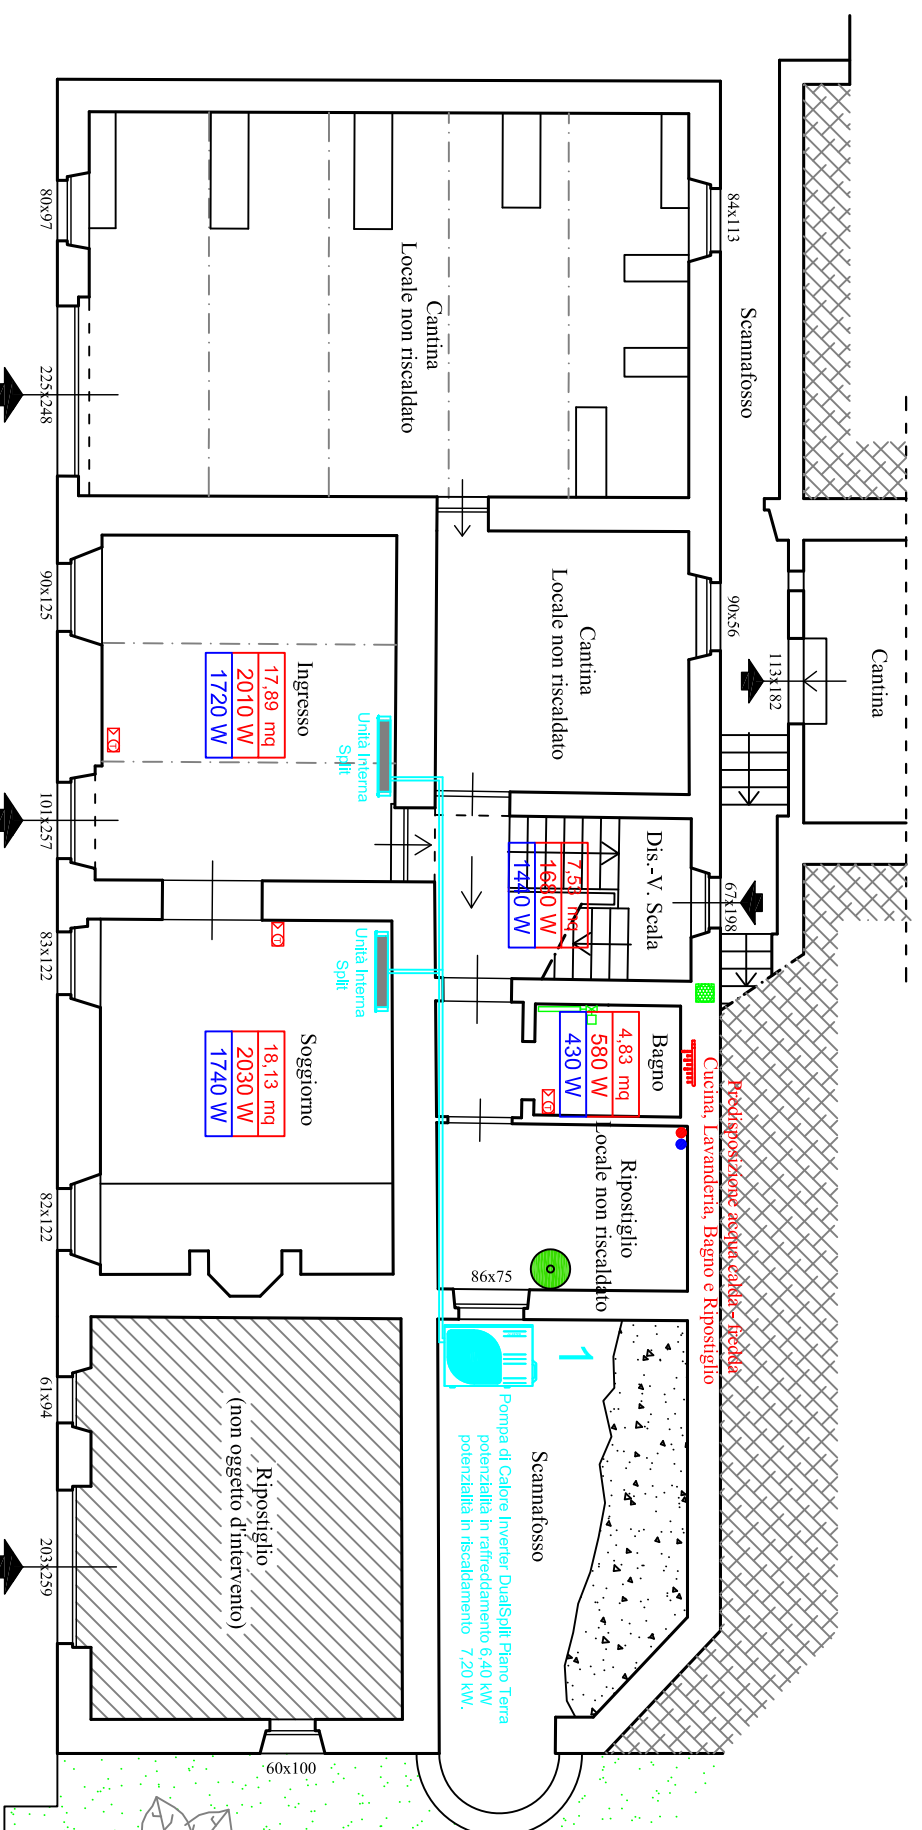 84x113
Scannafosso
80x97
Cantina
Locale non riscaldato
225x248
Cantina
90x56
113x182
Cantina
Locale non riscaldato
90x125
Ingresso
17,89 mq
2010 W
1720 W
Unità Interna
Split
101x257
Dis.-V. Scala
7,53 mq
1680 W
1440 W
67x198
83x122
Unità Interna
Split
Soggiorno
18,13 mq
2030 W
1740 W
82x122
Bagno
4,83 mq
580 W
430 W
Predisposizione acqua calda - fredda
Cucina, Lavanderia, Bagno e Ripostiglio
Ripostiglio
Locale non riscaldato
86x75
1
Pompa di Calore Inverter DualSplit Piano Terra
potenzialità in raffreddamento 6,40 kW
potenzialità in riscaldamento 7,20 kW.
Scannafosso
61x94
Ripostiglio
(non oggetto d'intervento)
203x259
60x100